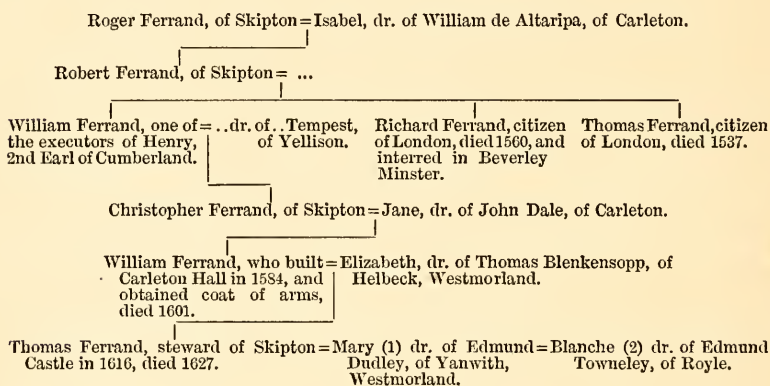 Roger Ferrand, of Skipton=Isabel, dr. of William de Altaripa, of Carleton.
Robert Ferrand, of Skipton= ...
William Ferrand, one of= ..dr. of.. Tempest,
the executors of Henry, of Yellison.
2nd Earl of Cumberland.
Richard Ferrand, citizen
of London, died 1560, and
interred in Beverley
Minster.
Thomas Ferrand, citizen
of London, died 1537.
Christopher Ferrand, of Skipton=Jane, dr. of John Dale, of Carleton.
William Ferrand, who built=Elizabeth, dr. of Thomas Blenkensopp, of
Carleton Hall in 1584, and Helbeck, Westmorland.
obtained coat of arms,
died 1601.
Thomas Ferrand, steward of Skipton=Mary (1) dr. of Edmund=Blanche (2) dr. of Edmund
Castle in 1616, died 1627. Dudley, of Yanwith, Towneley, of Royle.
Westmorland.